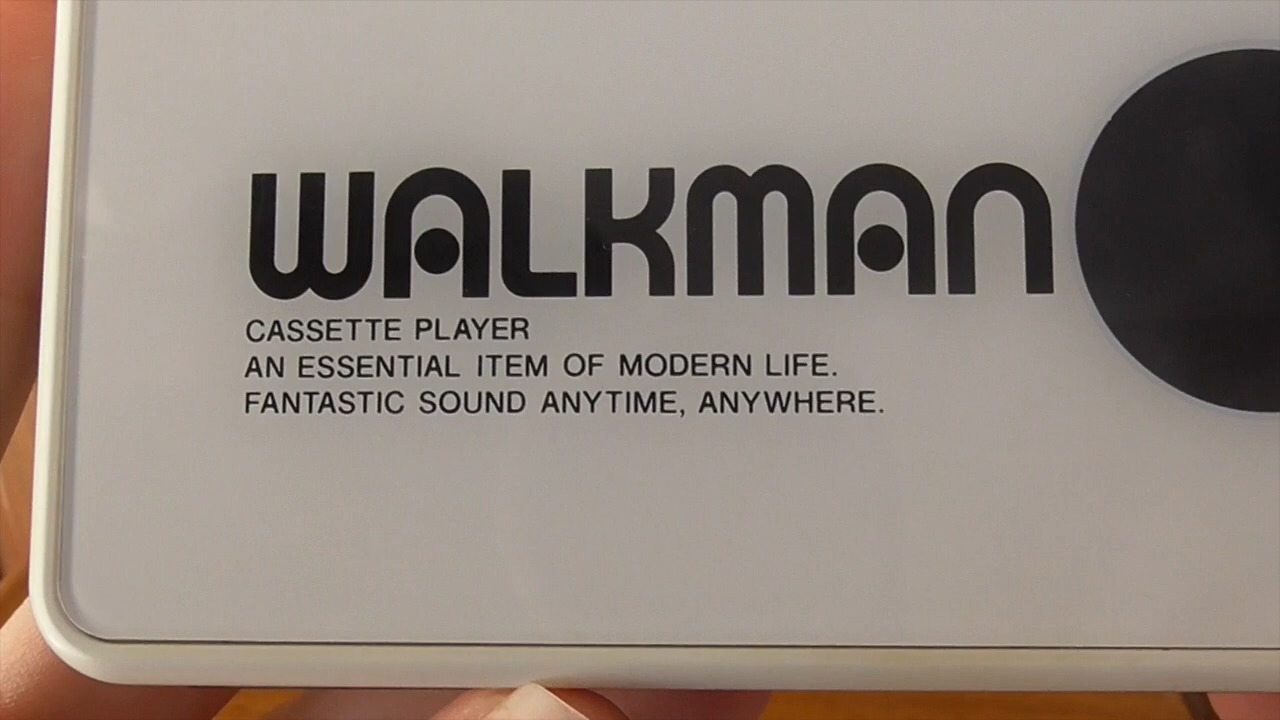 WALKMAN
CASSETTE PLAYER
AN ESSENTIAL ITEM OF MODERN LIFE.
FANTASTIC SOUND ANYTIME, ANYWHERE.